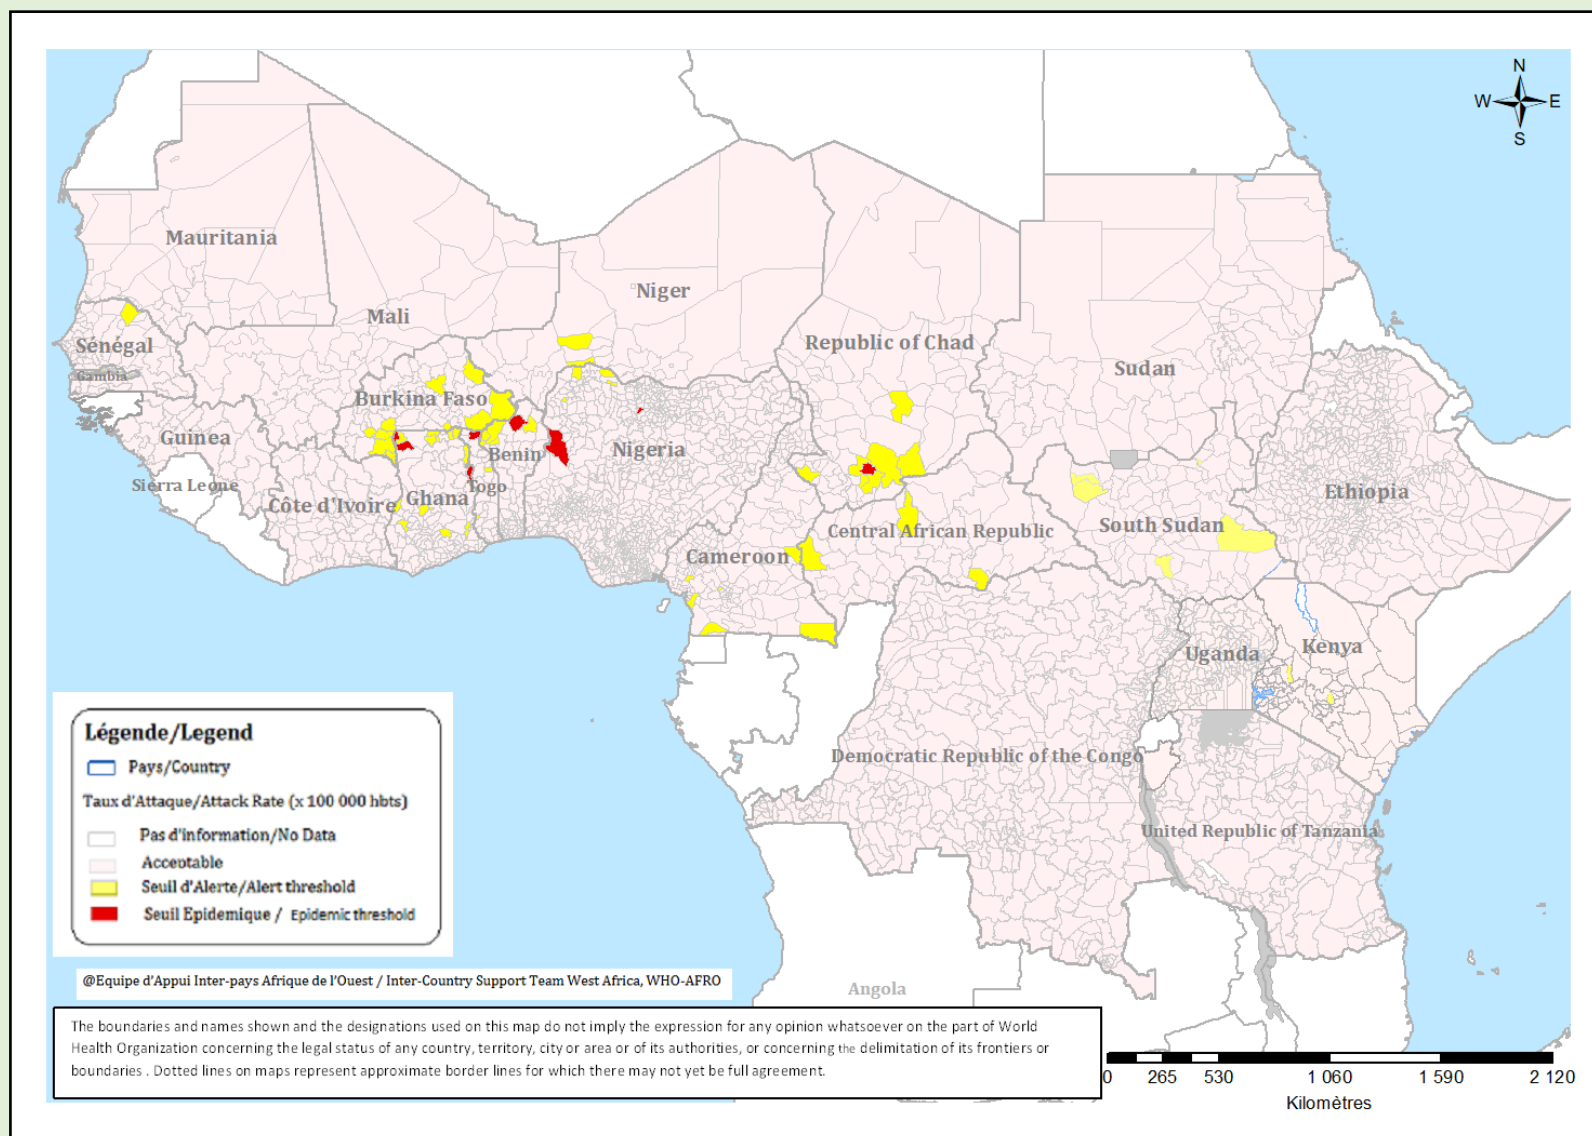 N
W E
S
Mauritania
Niger
Mali
Sénégal
Republic of Chad
Sudan
Gambia
Burkina Faso
Guinea
Benin
Nigeria
Sierra Leone
Togo
Ethiopia
Côte d'Ivoire
Ghana
South Sudan
Central African Republic
Cameroon
Uganda
Kenya
Democratic Republic of the Congo
United Republic of Tanzania
Angola
Légende/Legend
Pays/Country
Taux d'Attaque/Attack Rate (x 100 000 hbts)
Pas d'information/No Data
Acceptable
Seuil d'Alerte/Alert threshold
Seuil Epidemique / Epidemic threshold
@Equipe d'Appui Inter-pays Afrique de l'Ouest / Inter-Country Support Team West Africa, WHO-AFRO
The boundaries and names shown and the designations used on this map do not imply the expression for any opinion whatsoever on the part of World
Health Organization concerning the legal status of any country, territory, city or area or of its authorities, or concerning the delimitation of its frontiers or
boundaries . Dotted lines on maps represent approximate border lines for which there may not yet be full agreement.
0 265 530 1 060 1 590 2 120
Kilomètres